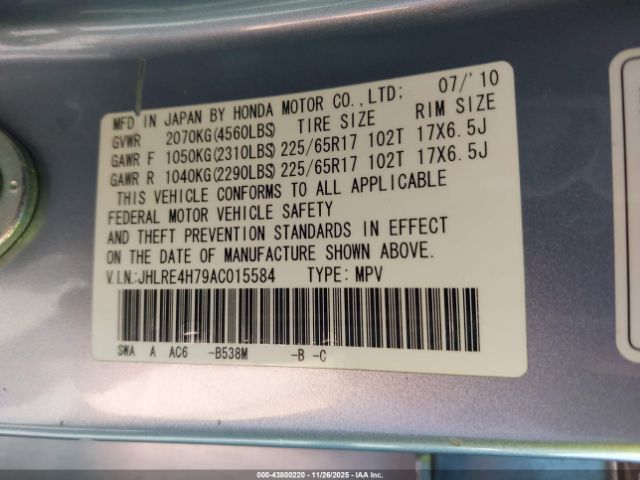 MFD IN JAPAN BY HONDA MOTOR CO.,LTD; 07/'10
GVWR 2070KG(4560LBS) TIRE SIZE RIM SIZE
GAWR F 1050KG(2310LBS) 225/65R17 102T 17X6.5J
GAWR R 1040KG(2290LBS) 225/65R17 102T 17X6.5J
THIS VEHICLE CONFORMS TO ALL APPLICABLE
FEDERAL MOTOR VEHICLE SAFETY
AND THEFT PREVENTION STANDARDS IN EFFECT
ON THE DATE OF MANUFACTURE SHOWN ABOVE.
V.I.N.:JHLRE4H79AC015584 TYPE: MPV
SWA A AC6 -B538M -B -C
000-43800220 - 11/26/2025 - IAA Inc.